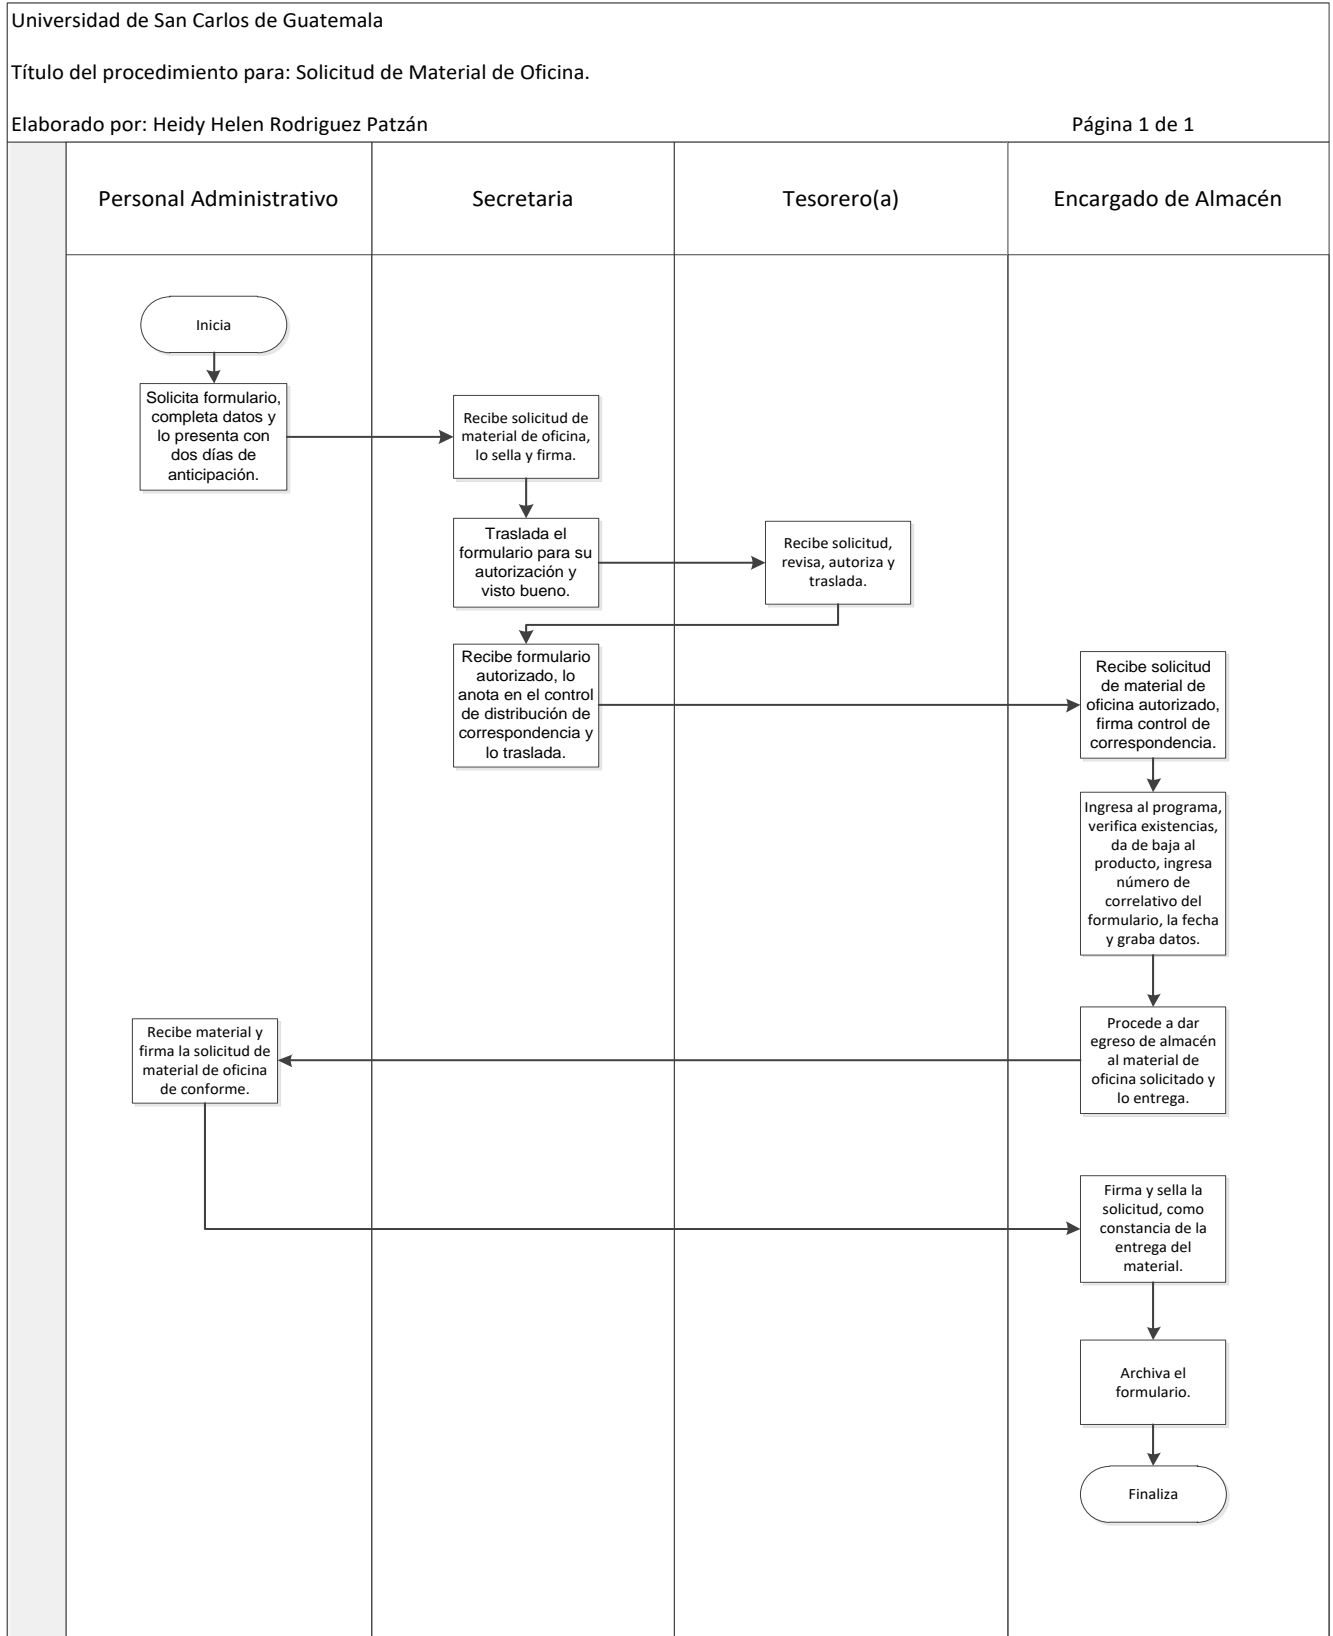 Universidad de San Carlos de Guatemala
Título del procedimiento para: Solicitud de Material de Oficina.
Elaborado por: Heidy Helen Rodriguez Patzán
Página 1 de 1
Personal Administrativo
Secretaria
Tesorero(a)
Encargado de Almacén
Inicia
Solicita formulario,
completa datos y
lo presenta con
dos días de
anticipación.
Recibe solicitud de
material de oficina,
lo sella y firma.
Traslada el
formulario para su
autorización y
visto bueno.
Recibe solicitud,
revisa, autoriza y
traslada.
Recibe formulario
autorizado, lo
anota en el control
de distribución de
correspondencia y
lo traslada.
Recibe solicitud
de material de
oficina autorizado,
firma control de
correspondencia.
Ingresa al programa,
verifica existencias,
da de baja al
producto, ingresa
número de
correlativo del
formulario, la fecha
y graba datos.
Procede a dar
egreso de almacén
al material de
oficina solicitado y
lo entrega.
Recibe material y
firma la solicitud de
material de oficina
de conforme.
Firma y sella la
solicitud, como
constancia de la
entrega del
material.
Archiva el
formulario.
Finaliza